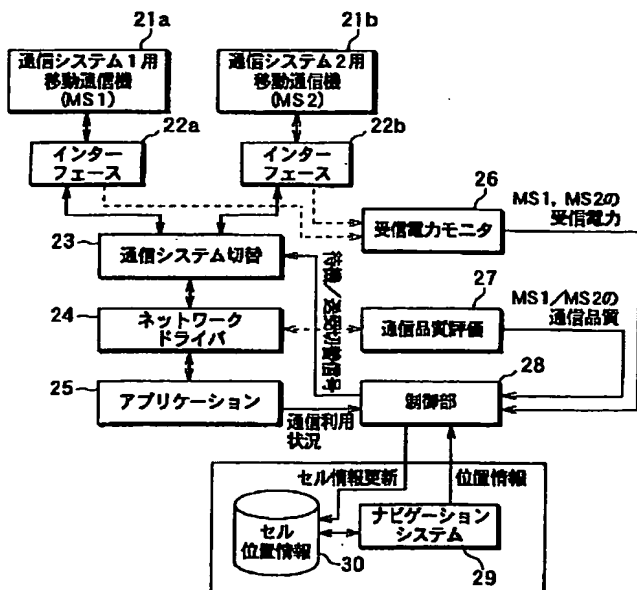 21a
21b
通信システム1用
移動通信機
(MS1)
通信システム2用
移動通信機
(MS2)
22a
22b
インター
フェース
インター
フェース
26
MS1, MS2の
受信電力
受信電力モニタ
23
通信システム切替
27
MS1/MS2の
通信品質
24
ネットワーク
ドライバ
通信品質評価
待機/送受切替信号
28
25
アプリケーション
制御部
通信利用
状況
セル情報更新
位置情報
セル
位置情報
30
ナビゲーション
システム
29